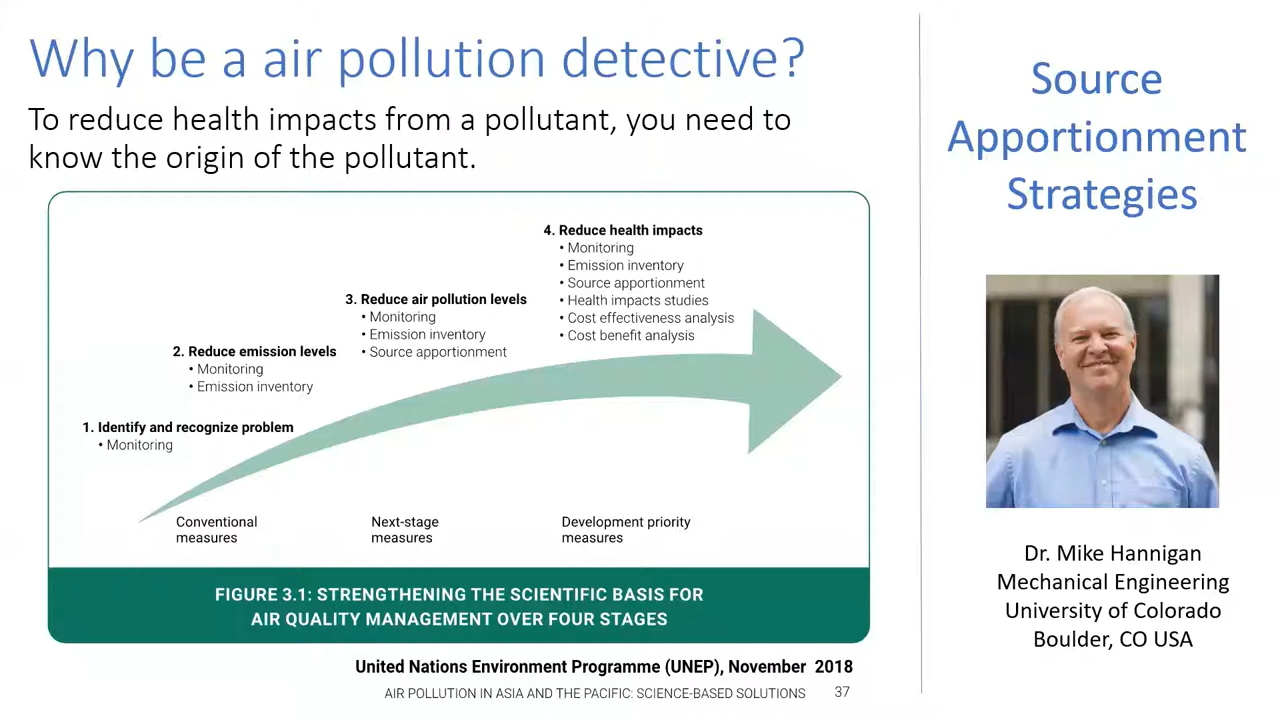 Why be a air pollution detective?
To reduce health impacts from a pollutant, you need to
know the origin of the pollutant.
4. Reduce health impacts
• Monitoring
• Emission inventory
• Source apportionment
• Health impacts studies
• Cost effectiveness analysis
• Cost benefit analysis
3. Reduce air pollution levels
• Monitoring
• Emission inventory
• Source apportionment
2. Reduce emission levels
• Monitoring
• Emission inventory
1. Identify and recognize problem
• Monitoring
Conventional
measures
Next-stage
measures
Development priority
measures
FIGURE 3.1: STRENGTHENING THE SCIENTIFIC BASIS FOR
AIR QUALITY MANAGEMENT OVER FOUR STAGES
United Nations Environment Programme (UNEP), November 2018
AIR POLLUTION IN ASIA AND THE PACIFIC: SCIENCE-BASED SOLUTIONS 37
Source
Apportionment
Strategies
Dr. Mike Hannigan
Mechanical Engineering
University of Colorado
Boulder, CO USA